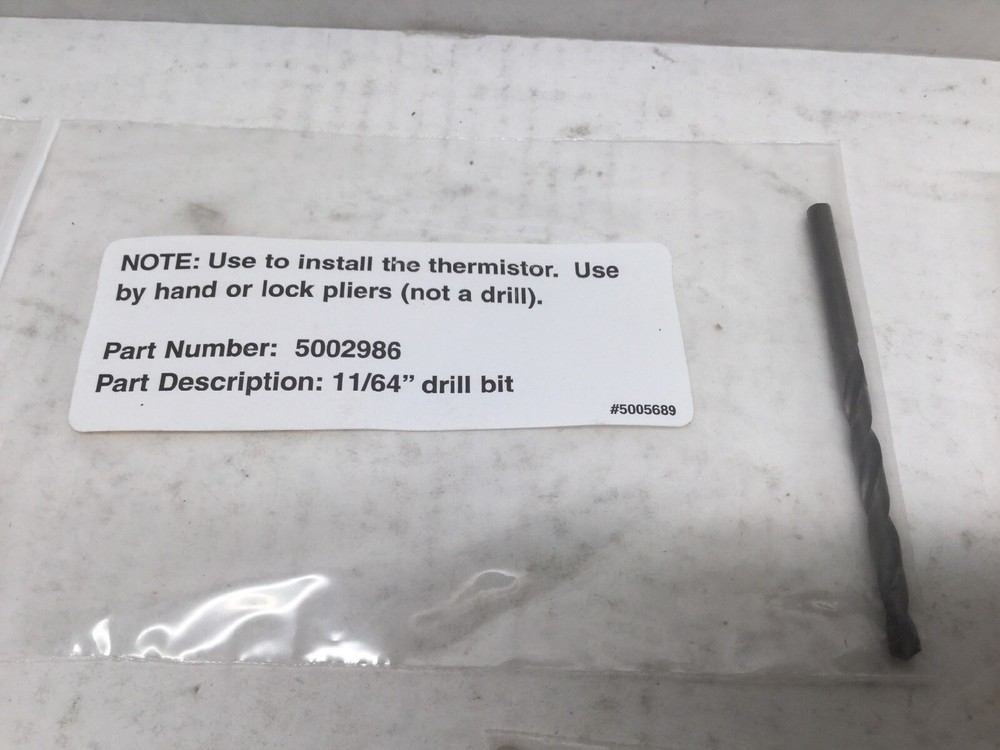 NOTE: Use to install the thermistor. Use
by hand or lock pliers (not a drill).
Part Number: 5002986
Part Description: 11/64” drill bit
#5005689